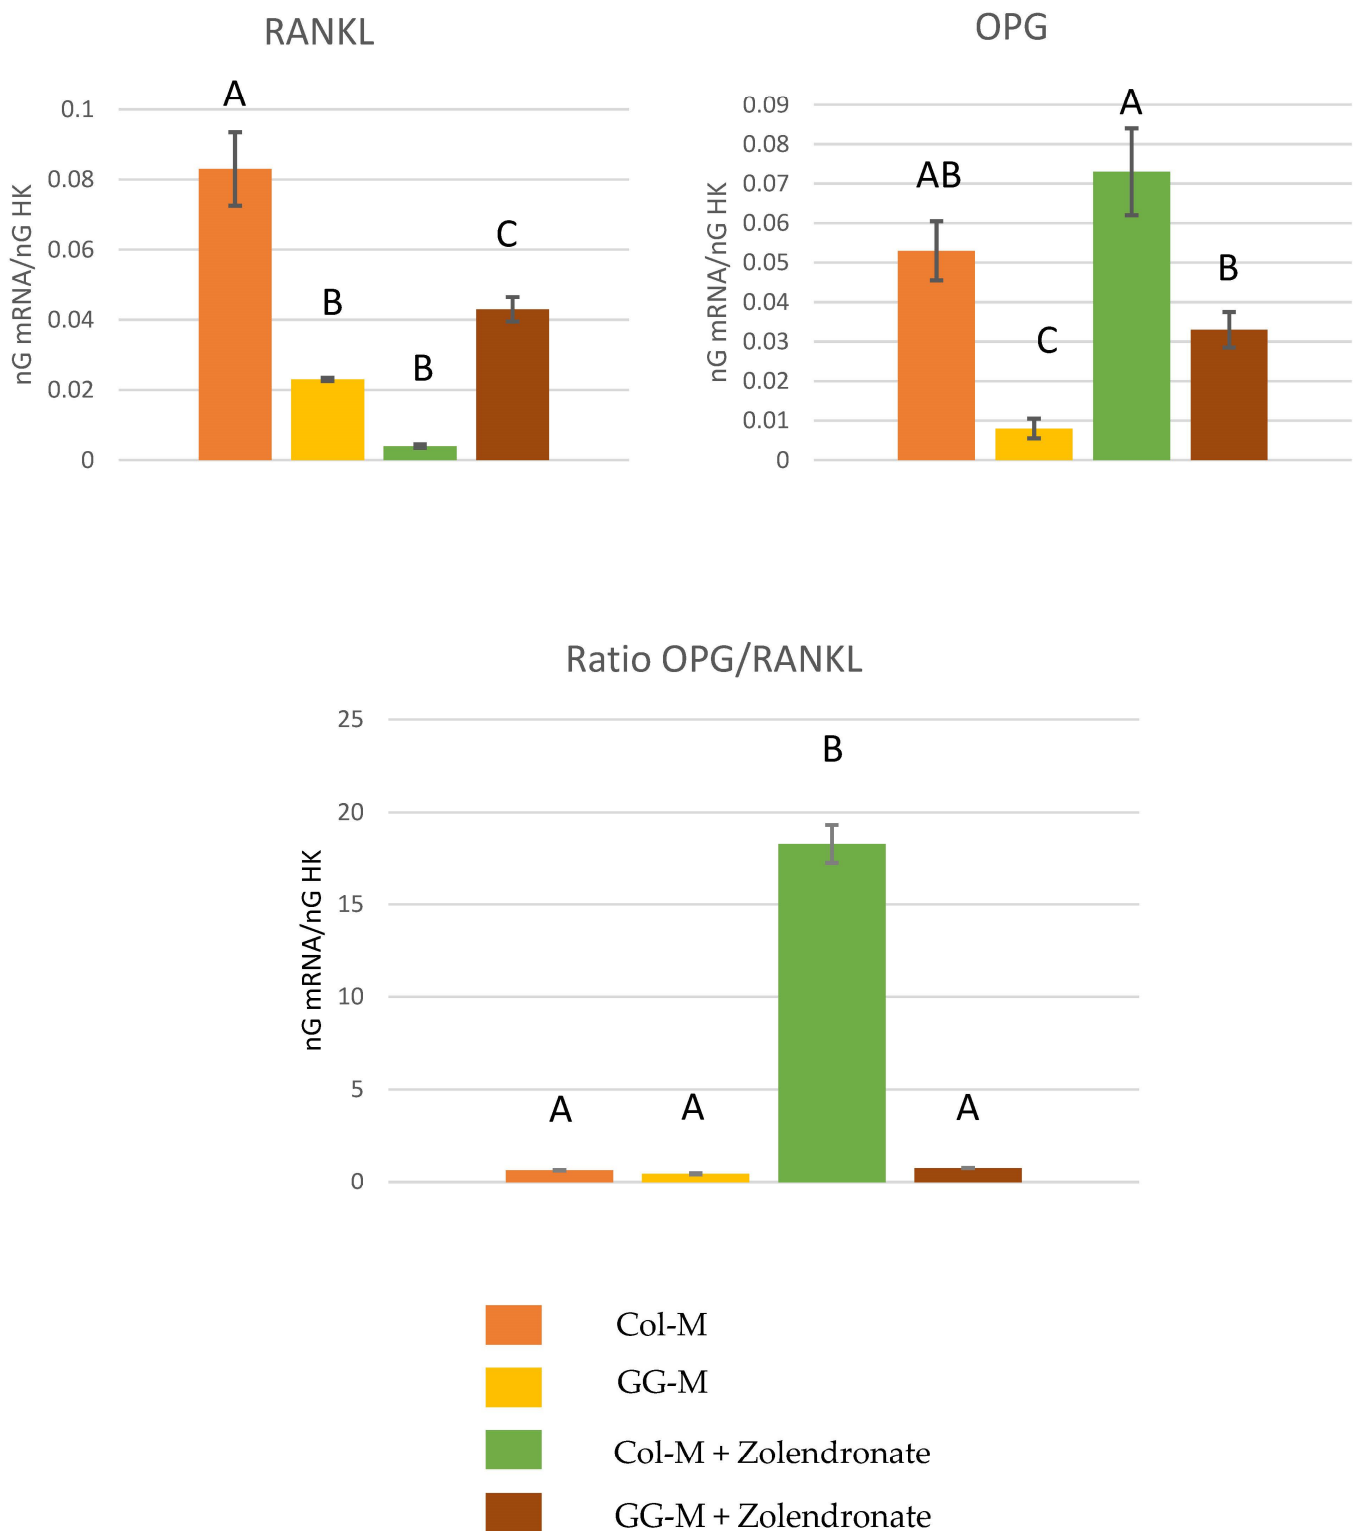 RANKL
OPG
A
0.1
0.08
0.06
0.04
0.02
0
nG mRNA/nG HK
B
B
C
0.09
0.08
0.07
0.06
0.05
0.04
0.03
0.02
0.01
0
nG mRNA/nG HK
AB
C
A
B
Ratio OPG/RANKL
25
20
15
10
5
0
nG mRNA/nG HK
A
A
B
A
Col-M
GG-M
Col-M + Zolendronate
GG-M + Zolendronate